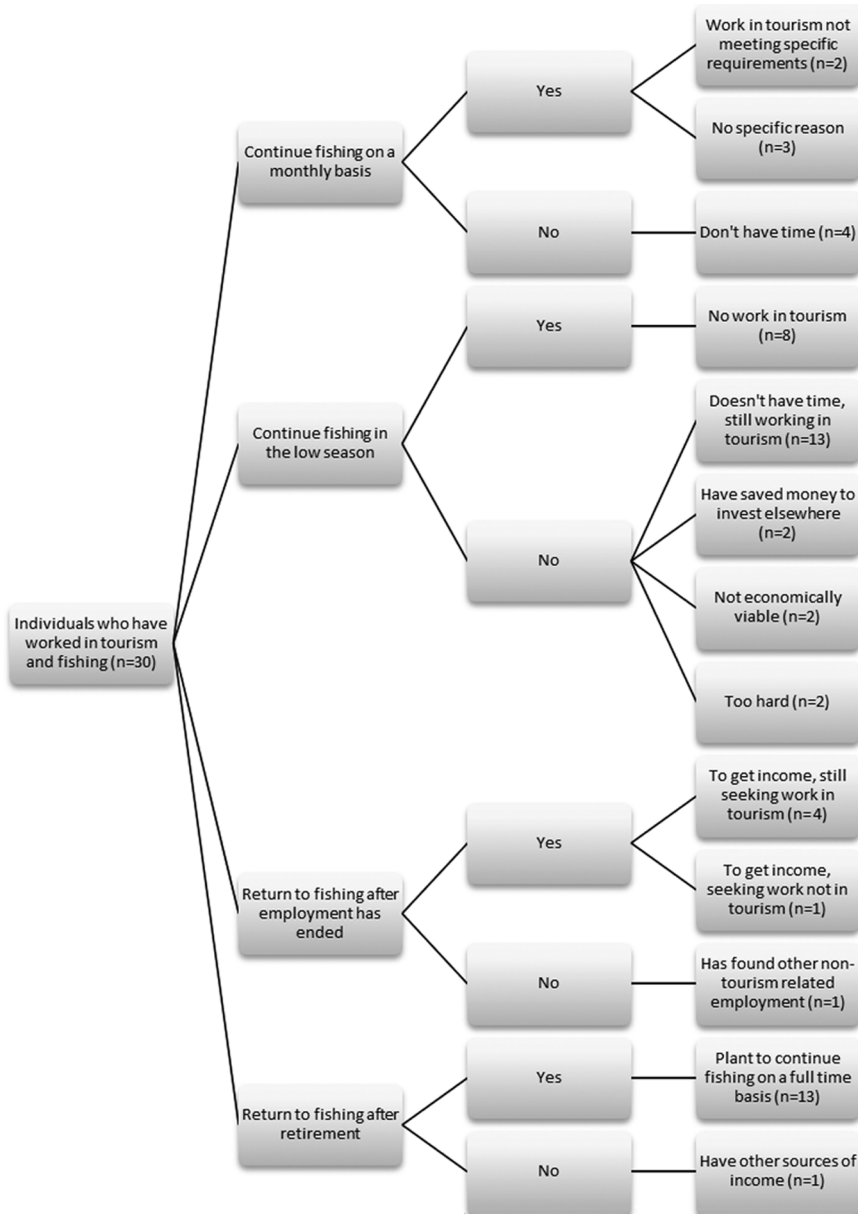 Individuals who have
worked in tourism
and fishing (n=30)
Continue fishing on a
monthly basis
Yes
Work in tourism not
meeting specific
requirements (n=2)
No specific reason
(n=3)
No
Don't have time (n=4)
Continue fishing in
the low season
Yes
No work in tourism
(n=8)
No
Doesn't have time,
still working in
tourism (n=13)
Have saved money to
invest elsewhere
(n=2)
Not economically
viable (n=2)
Too hard (n=2)
Return to fishing after
employment has
ended
Yes
To get income, still
seeking work in
tourism (n=4)
To get income,
seeking work not in
tourism (n=1)
No
Has found other non-
tourism related
employment (n=1)
Return to fishing after
retirement
Yes
Plant to continue
fishing on a full time
basis (n=13)
No
Have other sources of
income (n=1)